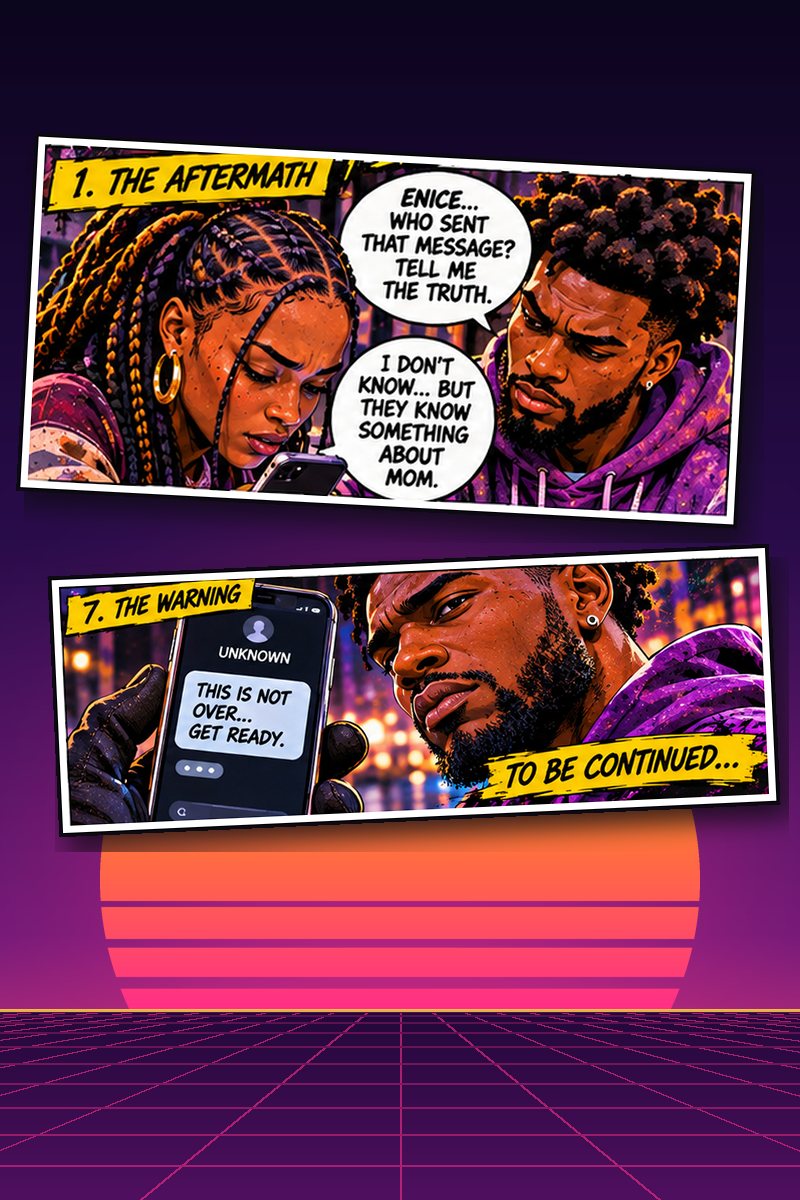 1. THE AFTERMATH
ENICE...
WHO SENT
THAT MESSAGE?
TELL ME
THE TRUTH.
I DON'T
KNOW... BUT
THEY KNOW
SOMETHING
ABOUT
MOM.
7. THE WARNING
UNKNOWN
THIS IS NOT
OVER...
GET READY.
TO BE CONTINUED...